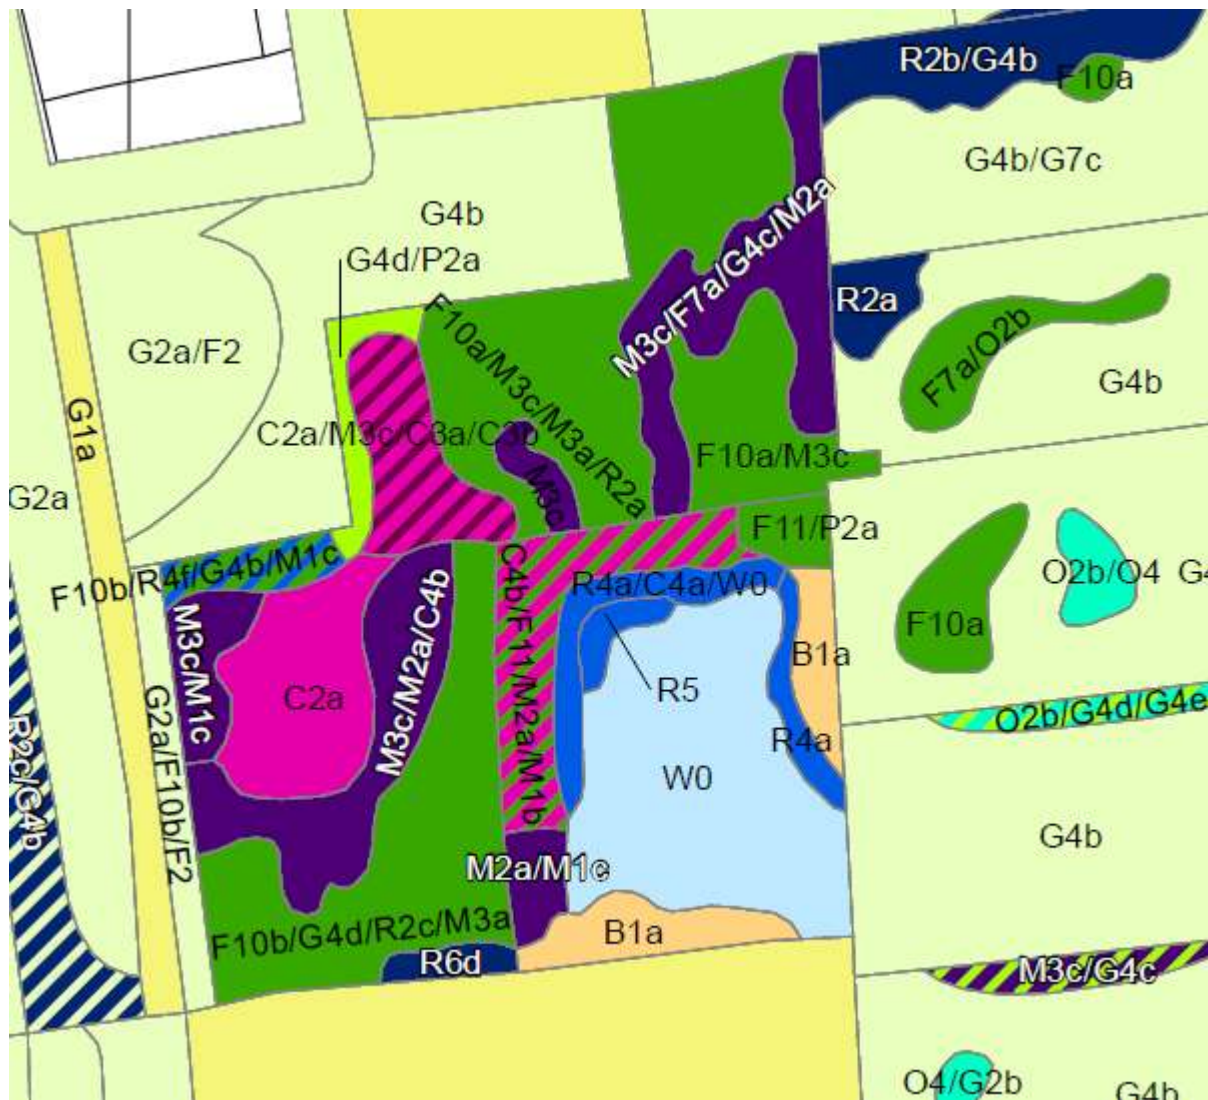 R2b/G4b
F10a
G4b/G7c
G4b
G4d/P2a
M3c/F7a/G4c/M2a
R2a
G2a/F2
F10a/M3c/M3a/R2a
F7a/O2b
G4b
G1a
C2a/M3c/C3a/C3b
F10a/M3c
G2a
M3c
F11/P2a
F10b/R4f/G4b/M1c
R4a/C4a/W0
O2b/O4
G4
M3c/M1c
M3c/M2a/C4b
C4b/F11/M2a/M1b
F10a
B1a
C2a
R5
O2b/G4d/G4e
R4a
R2c/G4b
G2a/F10b/F2
W0
G4b
M2a/M1c
F10b/G4d/R2c/M3a
B1a
R6d
M3c/G4c
O4/G2b
G4b